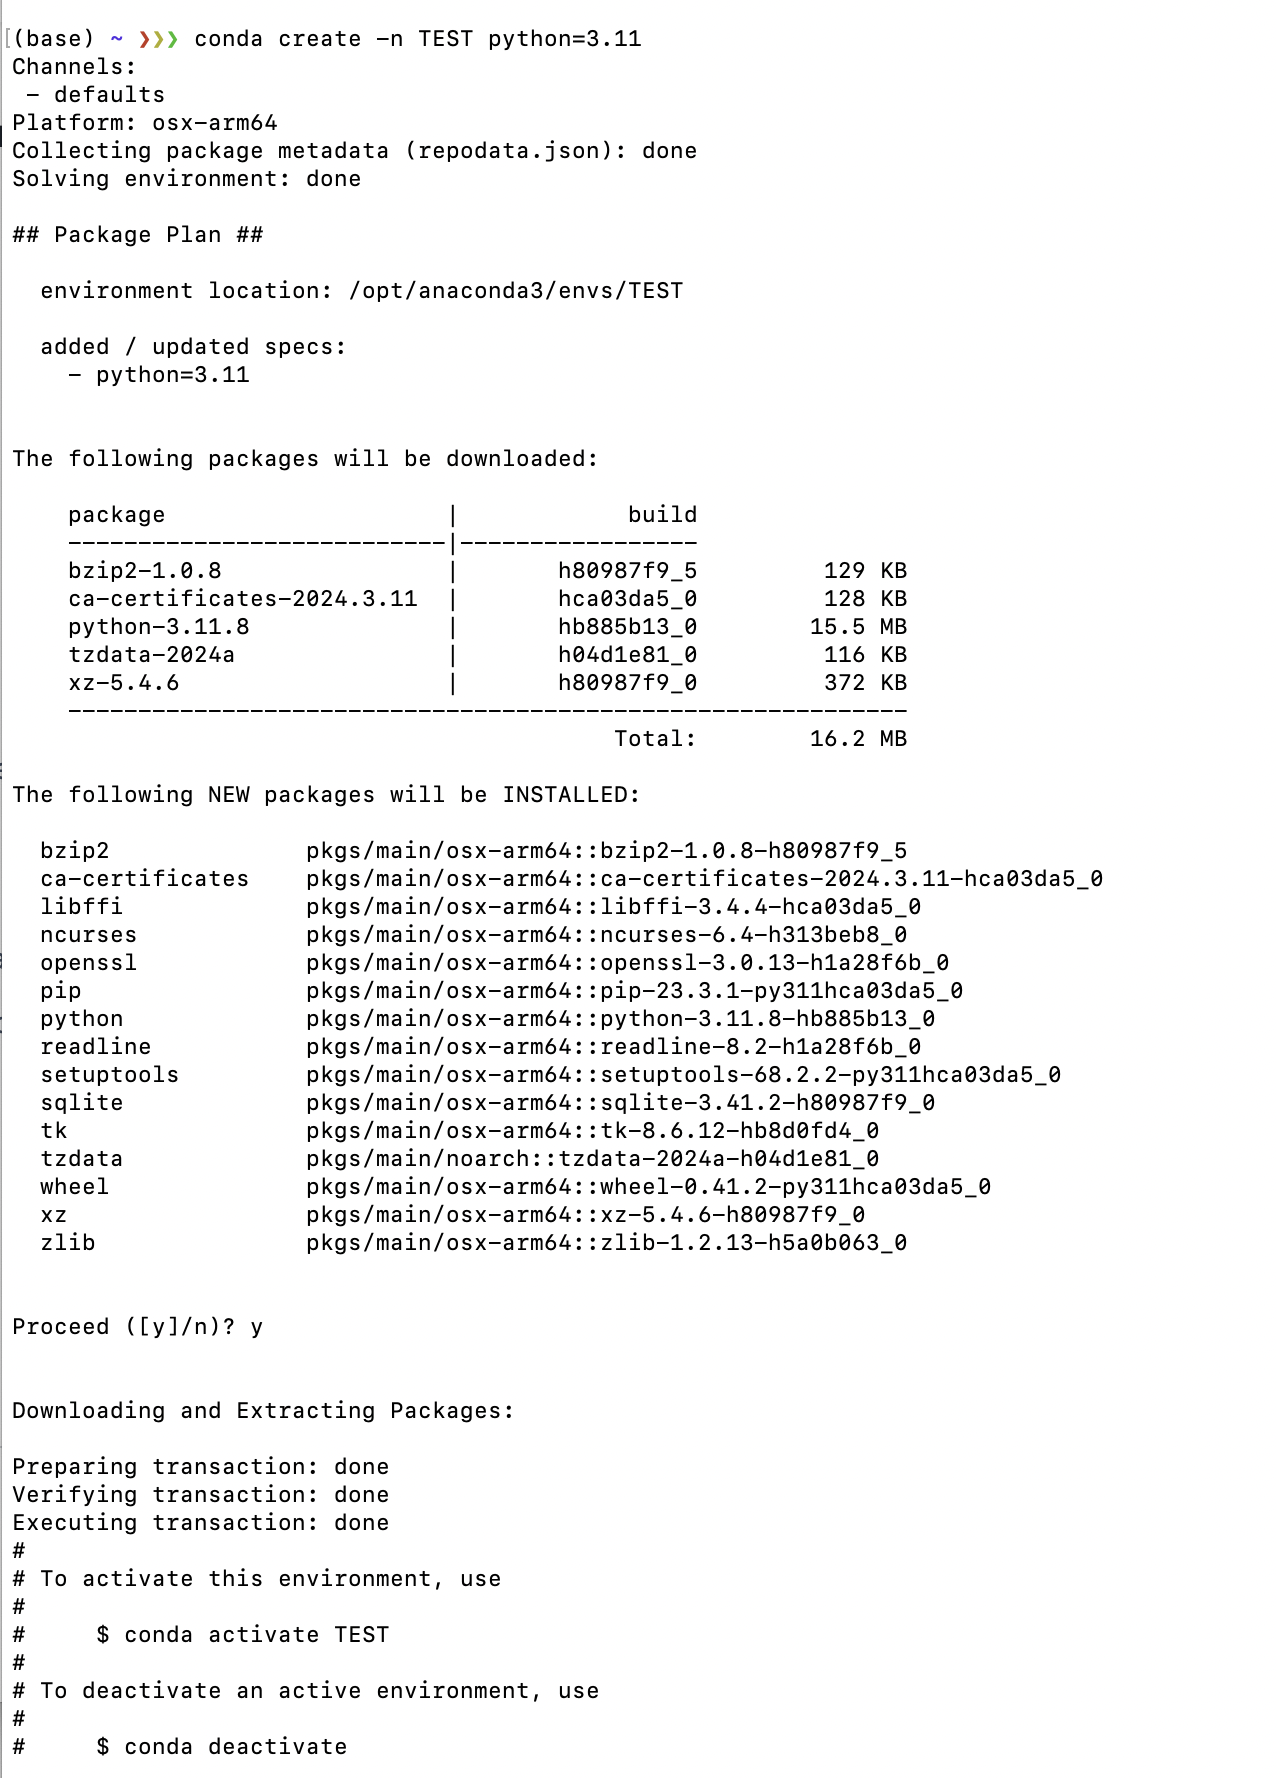 [(base) ~ ❯❯❯ conda create -n TEST python=3.11
Channels:
 - defaults
Platform: osx-arm64
Collecting package metadata (repodata.json): done
Solving environment: done

## Package Plan ##

  environment location: /opt/anaconda3/envs/TEST

  added / updated specs:
    - python=3.11


The following packages will be downloaded:

    package                    |            build
    ---------------------------|-----------------
    bzip2-1.0.8                |       h80987f9_5         129 KB
    ca-certificates-2024.3.11  |       hca03da5_0         128 KB
    python-3.11.8              |       hb885b13_0        15.5 MB
    tzdata-2024a               |       h04d1e81_0         116 KB
    xz-5.4.6                   |       h80987f9_0         372 KB
    ------------------------------------------------------------
                                           Total:        16.2 MB

The following NEW packages will be INSTALLED:

  bzip2              pkgs/main/osx-arm64::bzip2-1.0.8-h80987f9_5
  ca-certificates    pkgs/main/osx-arm64::ca-certificates-2024.3.11-hca03da5_0
  libffi             pkgs/main/osx-arm64::libffi-3.4.4-hca03da5_0
  ncurses            pkgs/main/osx-arm64::ncurses-6.4-h313beb8_0
  openssl            pkgs/main/osx-arm64::openssl-3.0.13-h1a28f6b_0
  pip                pkgs/main/osx-arm64::pip-23.3.1-py311hca03da5_0
  python             pkgs/main/osx-arm64::python-3.11.8-hb885b13_0
  readline           pkgs/main/osx-arm64::readline-8.2-h1a28f6b_0
  setuptools         pkgs/main/osx-arm64::setuptools-68.2.2-py311hca03da5_0
  sqlite             pkgs/main/osx-arm64::sqlite-3.41.2-h80987f9_0
  tk                 pkgs/main/osx-arm64::tk-8.6.12-hb8d0fd4_0
  tzdata             pkgs/main/noarch::tzdata-2024a-h04d1e81_0
  wheel              pkgs/main/osx-arm64::wheel-0.41.2-py311hca03da5_0
  xz                 pkgs/main/osx-arm64::xz-5.4.6-h80987f9_0
  zlib               pkgs/main/osx-arm64::zlib-1.2.13-h5a0b063_0


Proceed ([y]/n)? y


Downloading and Extracting Packages:

Preparing transaction: done
Verifying transaction: done
Executing transaction: done
#
# To activate this environment, use
#
#     $ conda activate TEST
#
# To deactivate an active environment, use
#
#     $ conda deactivate